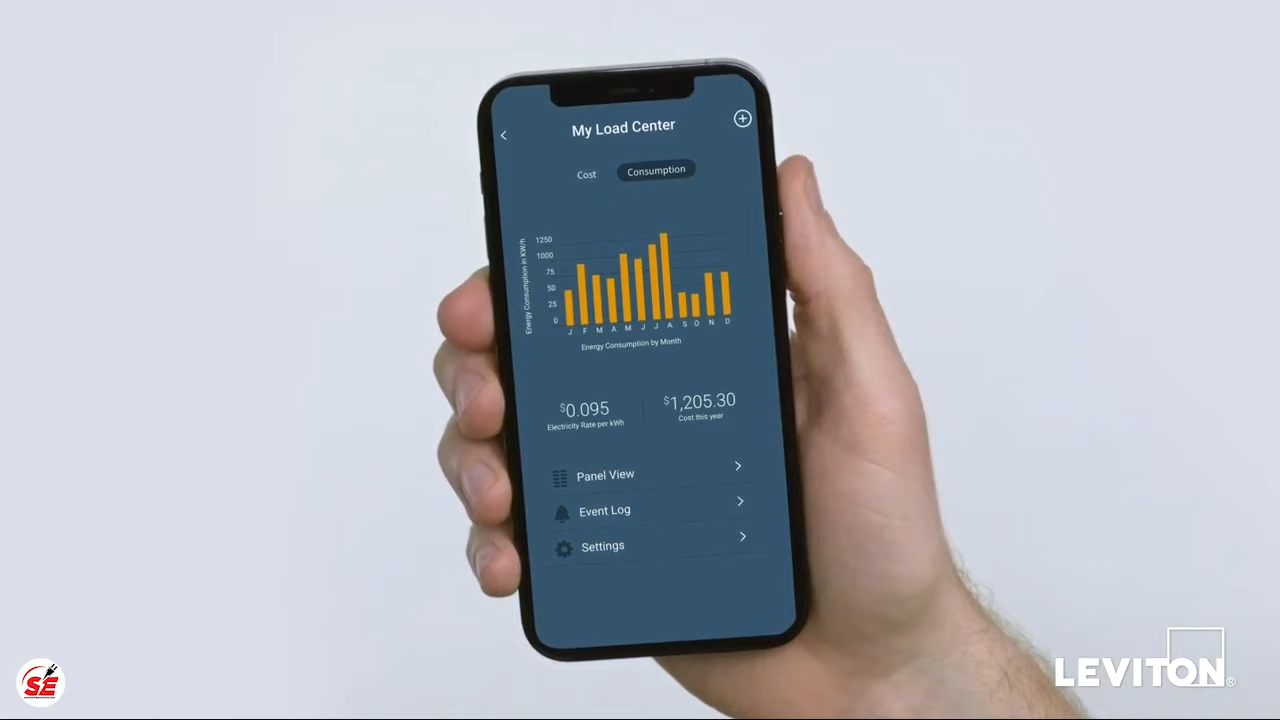 My Load Center
Cost
Consumption
Energy Consumption in KW/h
1250
1000
75
50
25
0
J F M A M J J A S O N D
Energy Consumption by Month
$0.095
Electricity Rate per kWh
$1,205.30
Cost this year
Panel View
Event Log
Settings
SE
LEVITON®